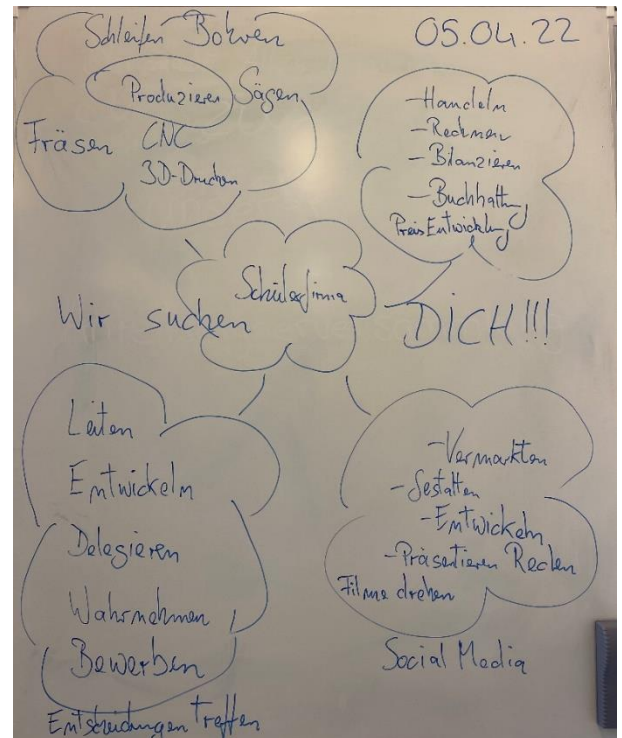 05.04.22
Schleifen Bohren
Produzieren Sägen
Fräsen CNC
3D-Drucken
-Handeln
-Rechnen
-Bilanzieren
-Buchhaltung
Preis Entwicklung
Schülerfirma
Wir suchen DICH!!!
Leiten
Entwickeln
Delegieren
Wahrnehmen
Bewerben
Entscheidungen treffen
-Vermarkten
-Gestalten
-Entwickeln
-Präsentieren Reden
Filme drehen
Social Media